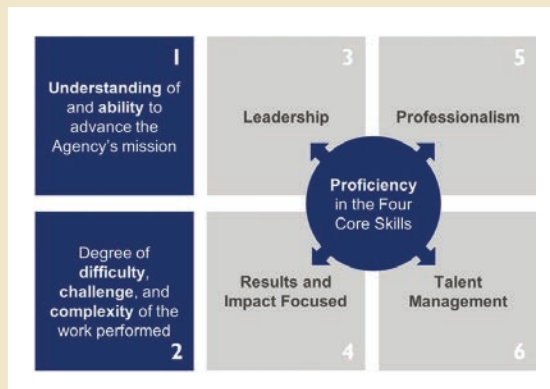 1
Understanding of
and ability to
advance the
Agency's mission
Degree of
difficulty,
challenge, and
complexity of the
work performed
2
3
Leadership
5
Professionalism
Proficiency
in the Four
Core Skills
Results and
Impact Focused
4
Talent
Management
6